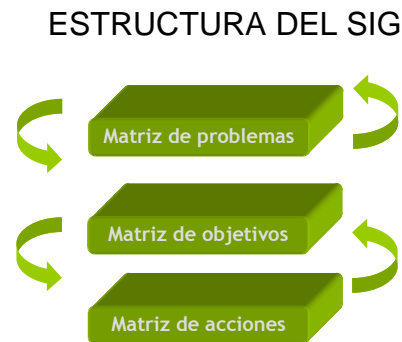 ESTRUCTURA DEL SIG
Matriz de problemas
Matriz de objetivos
Matriz de acciones